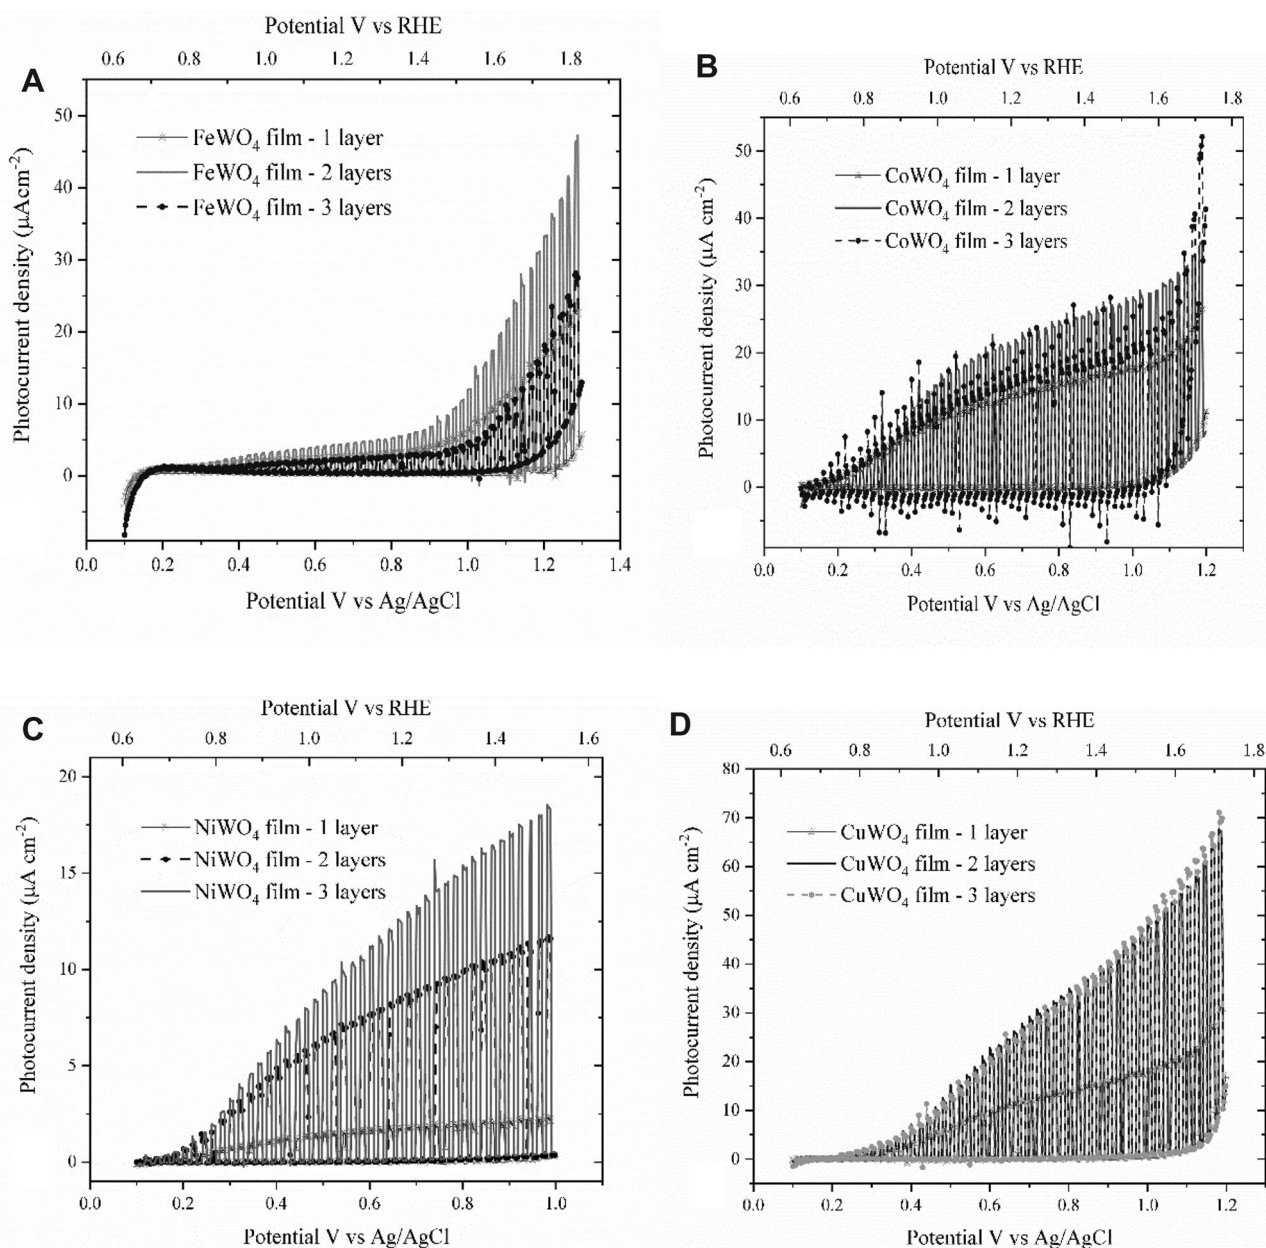 Potential V vs RHE
0.6 0.8 1.0 1.2 1.4 1.6 1.8
A
50
40
30
20
10
0
Photocurrent density (μAcm-2)
FeWO4 film - 1 layer
FeWO4 film - 2 layers
FeWO4 film - 3 layers
0.0 0.2 0.4 0.6 0.8 1.0 1.2 1.4
Potential V vs Ag/AgCl
B
Potential V vs RHE
0.6 0.8 1.0 1.2 1.4 1.6 1.8
50
40
30
20
10
0
Photocurrent density (μA cm-2)
CoWO4 film - 1 layer
CoWO4 film - 2 layers
CoWO4 film - 3 layers
0.0 0.2 0.4 0.6 0.8 1.0 1.2
Potential V vs Ag/AgCl
C
Potential V vs RHE
0.6 0.8 1.0 1.2 1.4 1.6
20
15
10
5
0
Photocurrent density (μA cm-2)
NiWO4 film - 1 layer
NiWO4 film - 2 layers
NiWO4 film - 3 layers
0.0 0.2 0.4 0.6 0.8 1.0
Potential V vs Ag/AgCl
D
Potential V vs RHE
0.6 0.8 1.0 1.2 1.4 1.6 1.8
80
70
60
50
40
30
20
10
0
Photocurrent density (μA cm-2)
CuWO4 film - 1 layer
CuWO4 film - 2 layers
CuWO4 film - 3 layers
0.0 0.2 0.4 0.6 0.8 1.0 1.2
Potential V vs Ag/AgCl